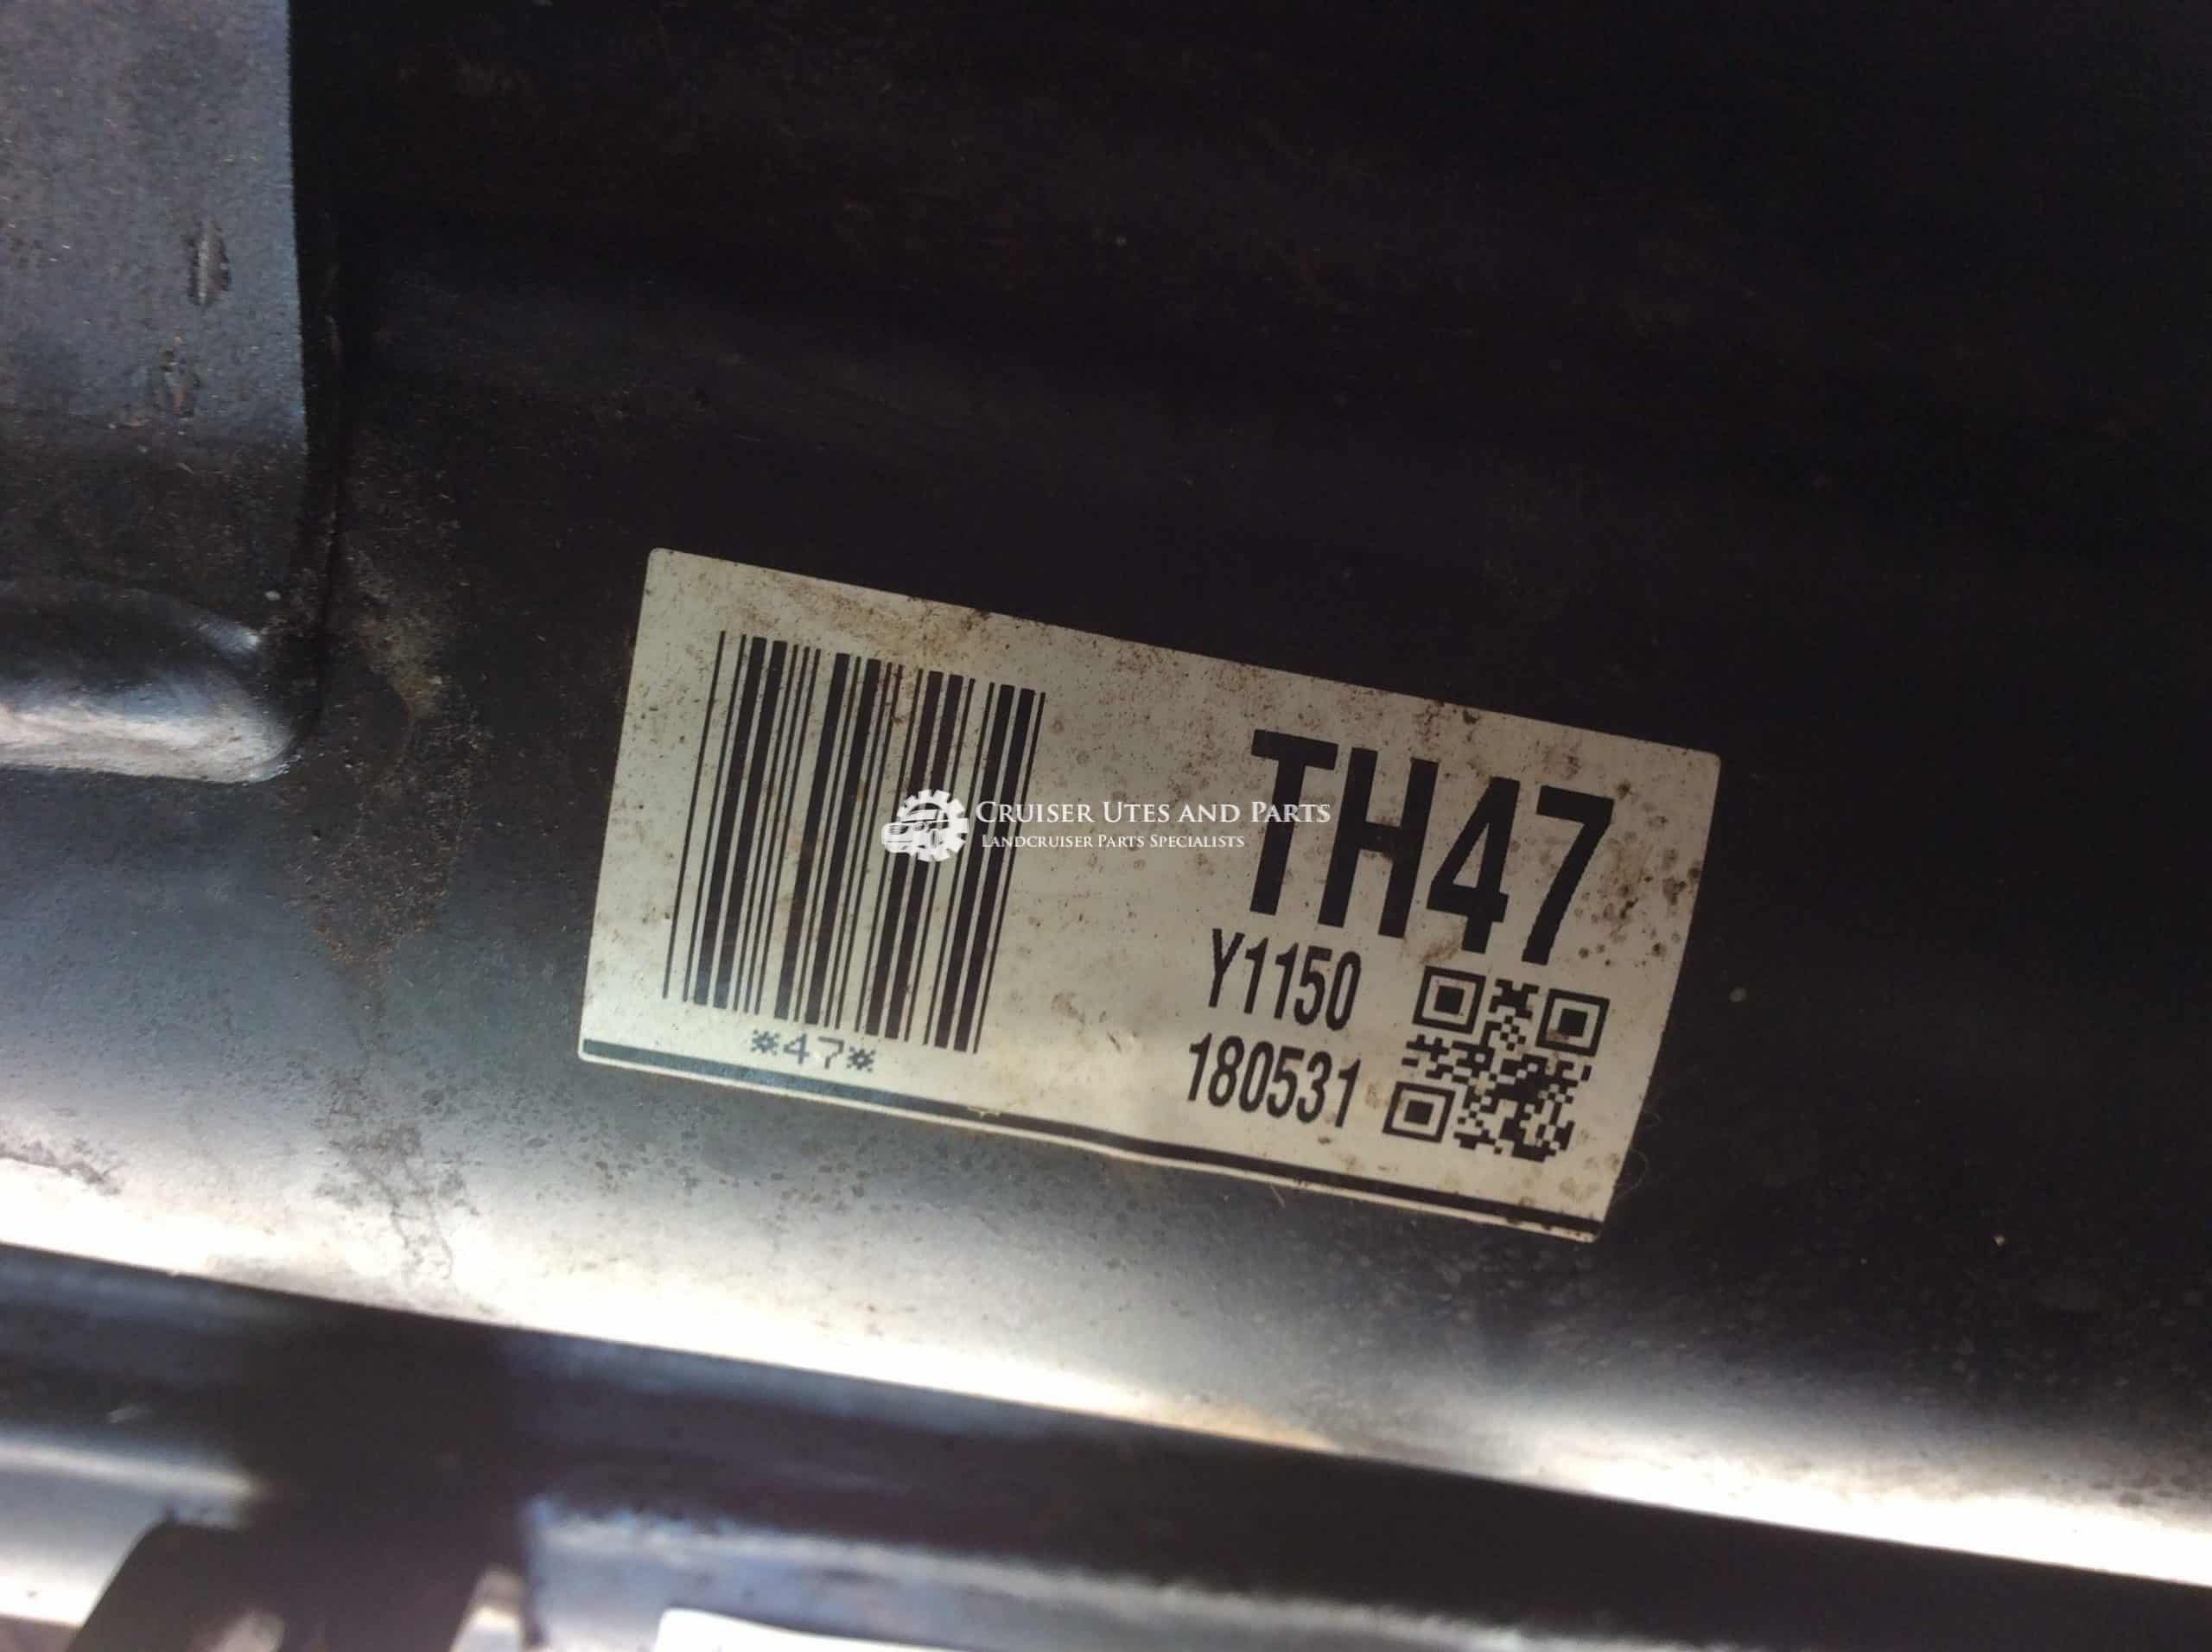 TH47
CRUISER UTES AND PARTS
LANDCRUISER PARTS SPECIALISTS
Y1150
180531
*47*